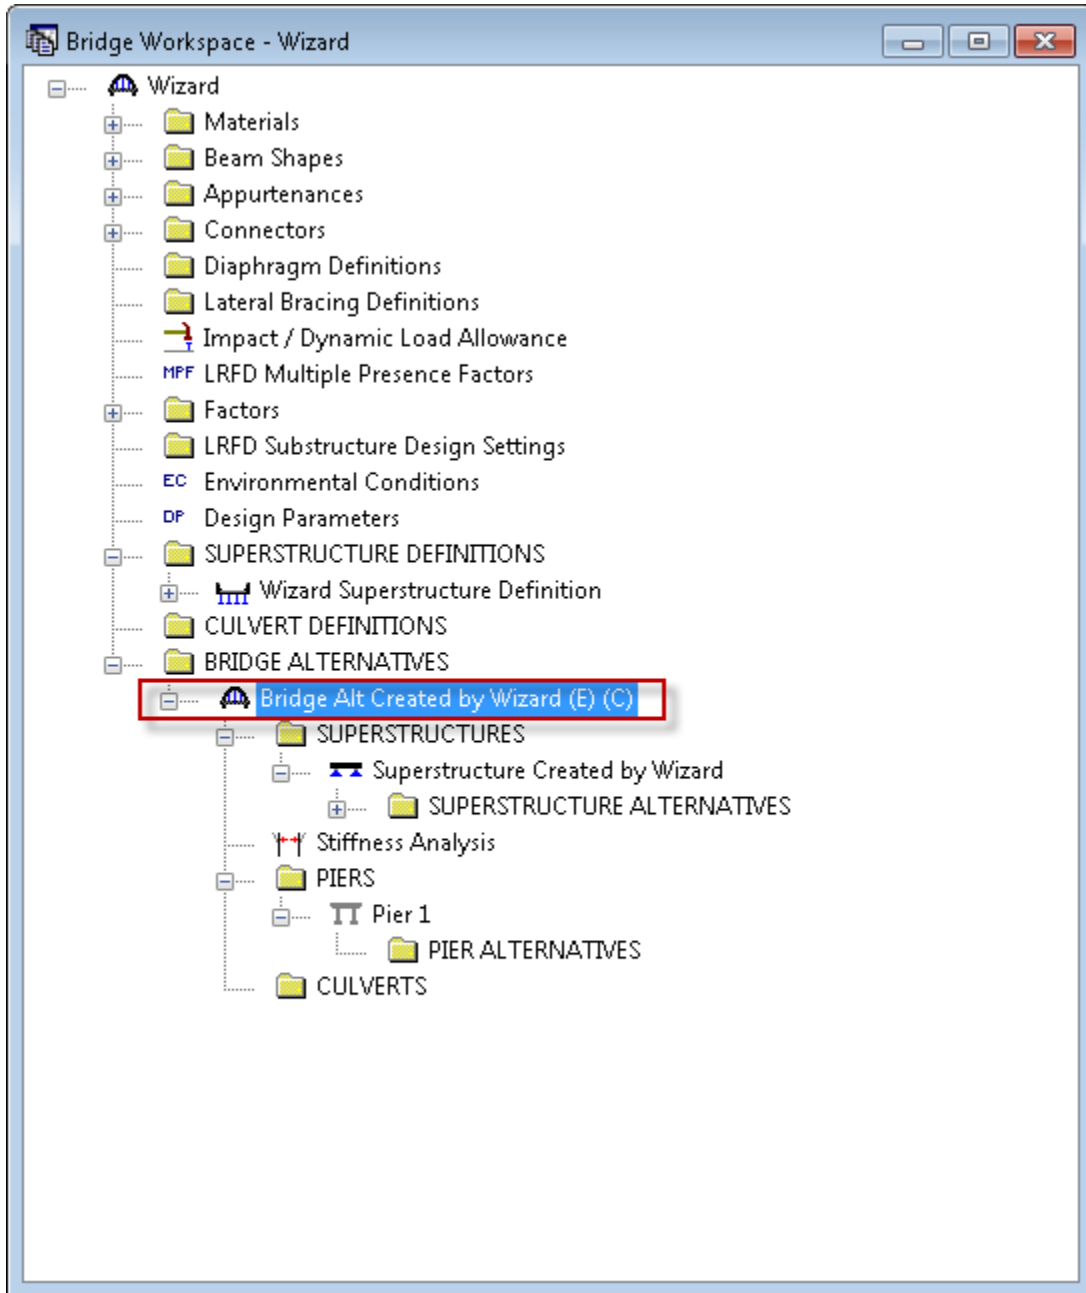 Bridge Workspace - Wizard
Wizard
Materials
Beam Shapes
Appurtenances
Connectors
Diaphragm Definitions
Lateral Bracing Definitions
Impact / Dynamic Load Allowance
MPF LRFD Multiple Presence Factors
Factors
LRFD Substructure Design Settings
EC Environmental Conditions
DP Design Parameters
SUPERSTRUCTURE DEFINITIONS
Wizard Superstructure Definition
CULVERT DEFINITIONS
BRIDGE ALTERNATIVES
Bridge Alt Created by Wizard (E) (C)
SUPERSTRUCTURES
Superstructure Created by Wizard
SUPERSTRUCTURE ALTERNATIVES
Stiffness Analysis
PIERS
Pier 1
PIER ALTERNATIVES
CULVERTS